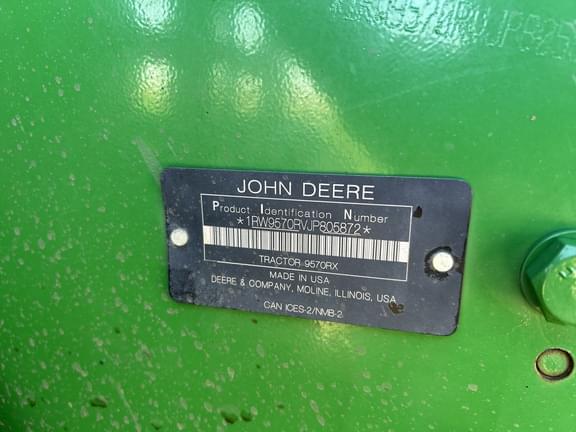 JOHN DEERE
Product Identification Number
*1RW9570RVJP805872*
TRACTOR 9570RX
MADE IN USA
DEERE & COMPANY, MOLINE, ILLINOIS, USA
CAN ICES-2/NMB-2